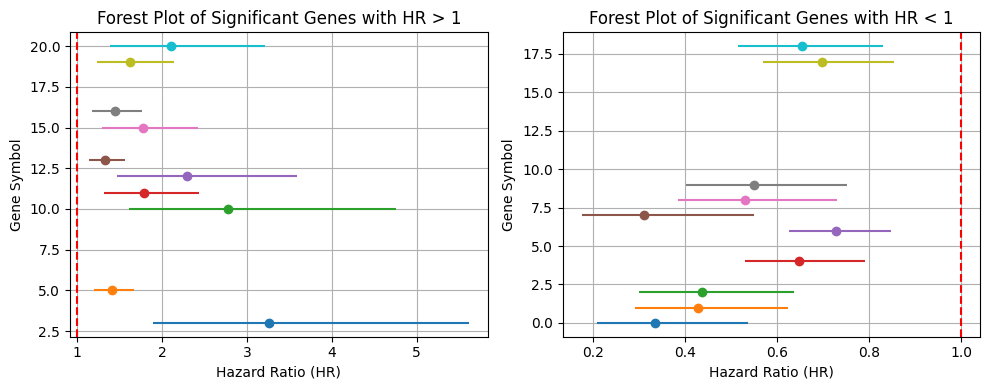 Forest Plot of Significant Genes with HR > 1
Gene Symbol
20.0
17.5
15.0
12.5
10.0
7.5
5.0
2.5
1 2 3 4 5
Hazard Ratio (HR)
Forest Plot of Significant Genes with HR < 1
Gene Symbol
17.5
15.0
12.5
10.0
7.5
5.0
2.5
0.0
0.2 0.4 0.6 0.8 1.0
Hazard Ratio (HR)